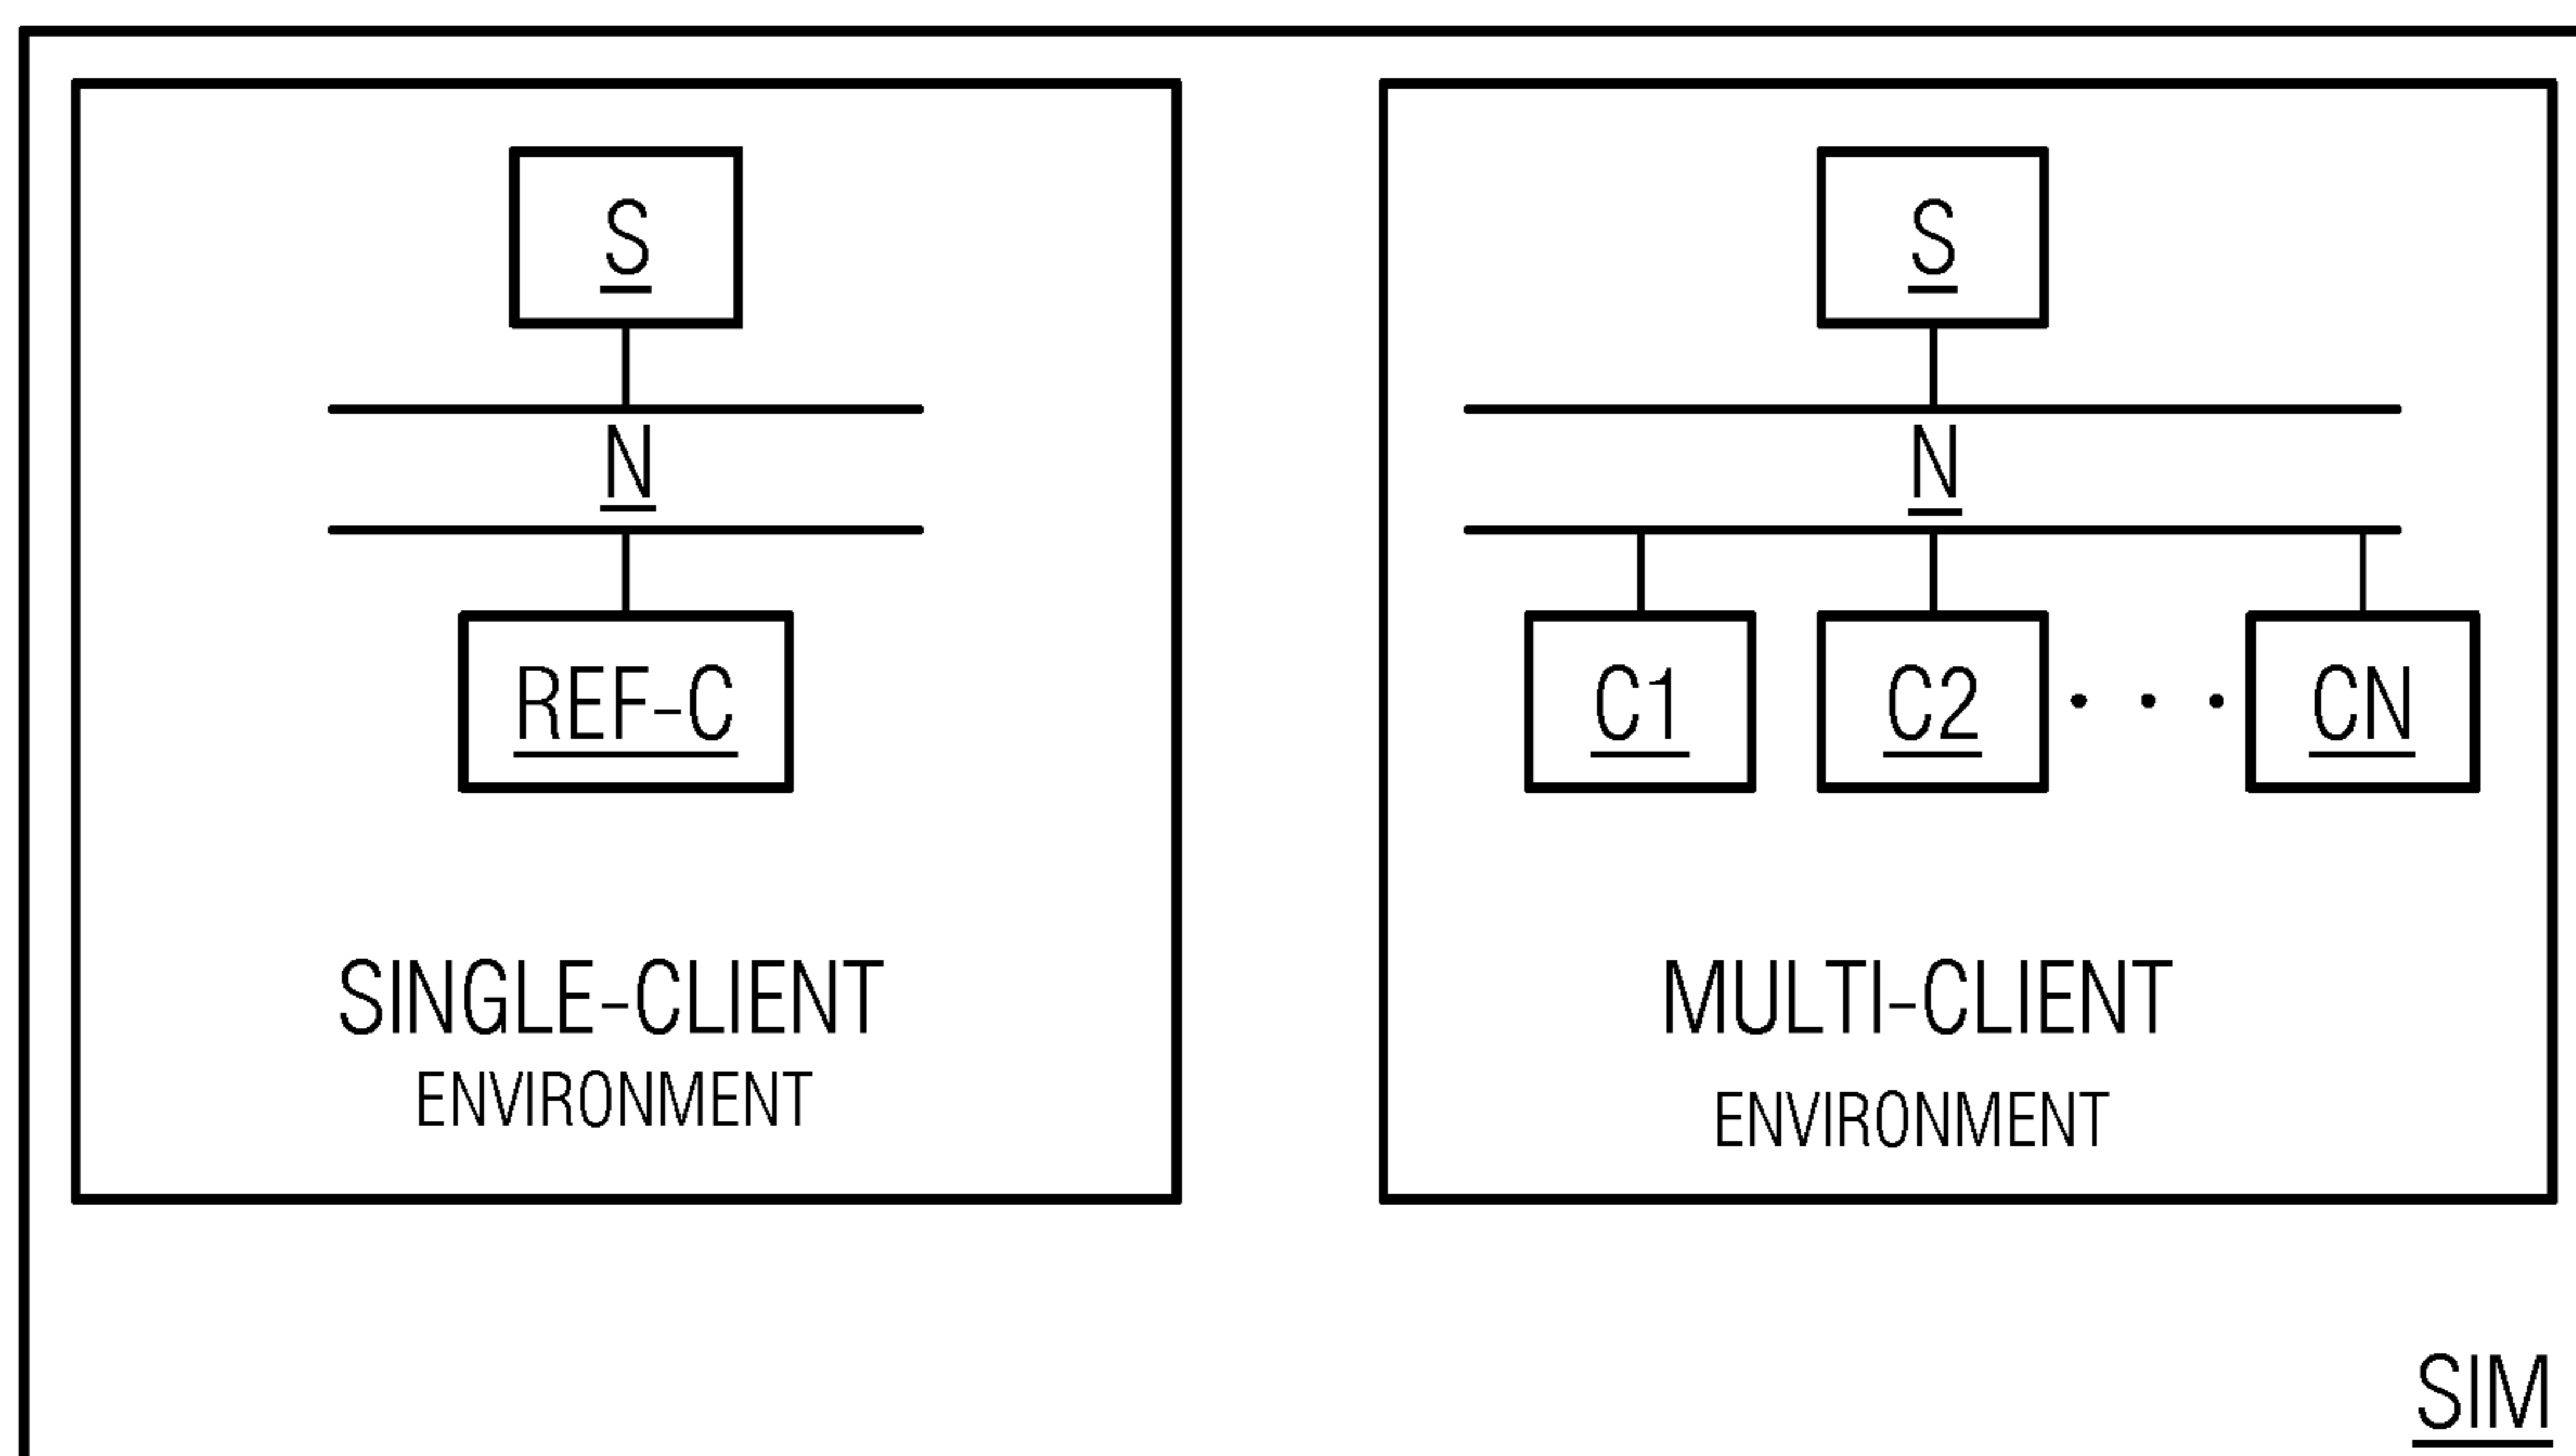 S
N
REF-C
SINGLE-CLIENT
ENVIRONMENT
S
N
C1 C2 . . . CN
MULTI-CLIENT
ENVIRONMENT
SIM